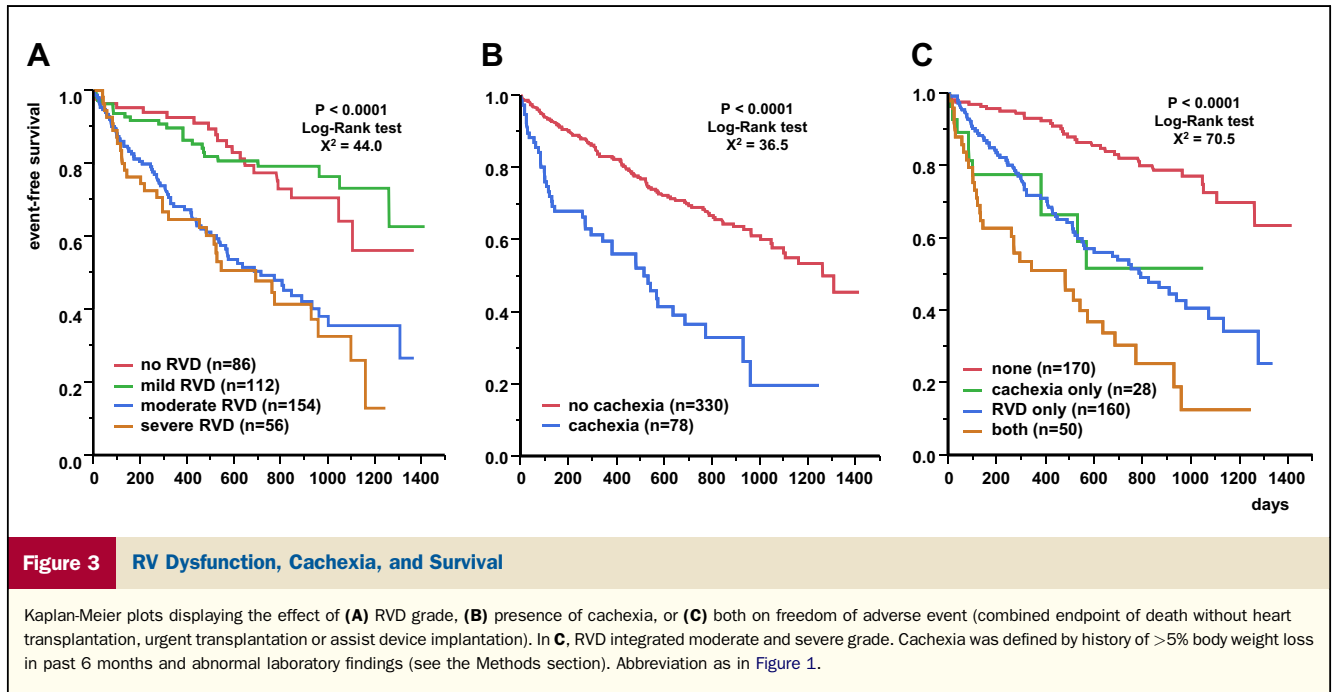 A
B
C
event-free survival
1.0
0.8
0.6
0.4
0.2
0.0
P < 0.0001
Log-Rank test
X² = 44.0
no RVD (n=86)
mild RVD (n=112)
moderate RVD (n=154)
severe RVD (n=56)
0 200 400 600 800 1000 1200 1400
1.0
0.8
0.6
0.4
0.2
0.0
P < 0.0001
Log-Rank test
X² = 36.5
no cachexia (n=330)
cachexia (n=78)
0 200 400 600 800 1000 1200 1400
1.0
0.8
0.6
0.4
0.2
0.0
P < 0.0001
Log-Rank test
X² = 70.5
none (n=170)
cachexia only (n=28)
RVD only (n=160)
both (n=50)
0 200 400 600 800 1000 1200 1400
days
Figure 3 RV Dysfunction, Cachexia, and Survival
Kaplan-Meier plots displaying the effect of (A) RVD grade, (B) presence of cachexia, or (C) both on freedom of adverse event (combined endpoint of death without heart
transplantation, urgent transplantation or assist device implantation). In C, RVD integrated moderate and severe grade. Cachexia was defined by history of >5% body weight loss
in past 6 months and abnormal laboratory findings (see the Methods section). Abbreviation as in Figure 1.